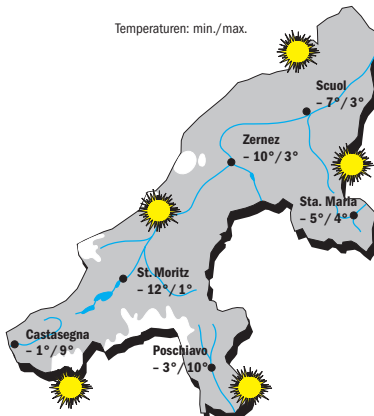 Temperaturen: min./max.
Scuol
– 7°/ 3°
Zernez
– 10°/ 3°
Sta. Maria
– 5°/ 4°
St. Moritz
– 12°/ 1°
Castasegna
– 1°/ 9°
Poschiavo
– 3°/ 10°